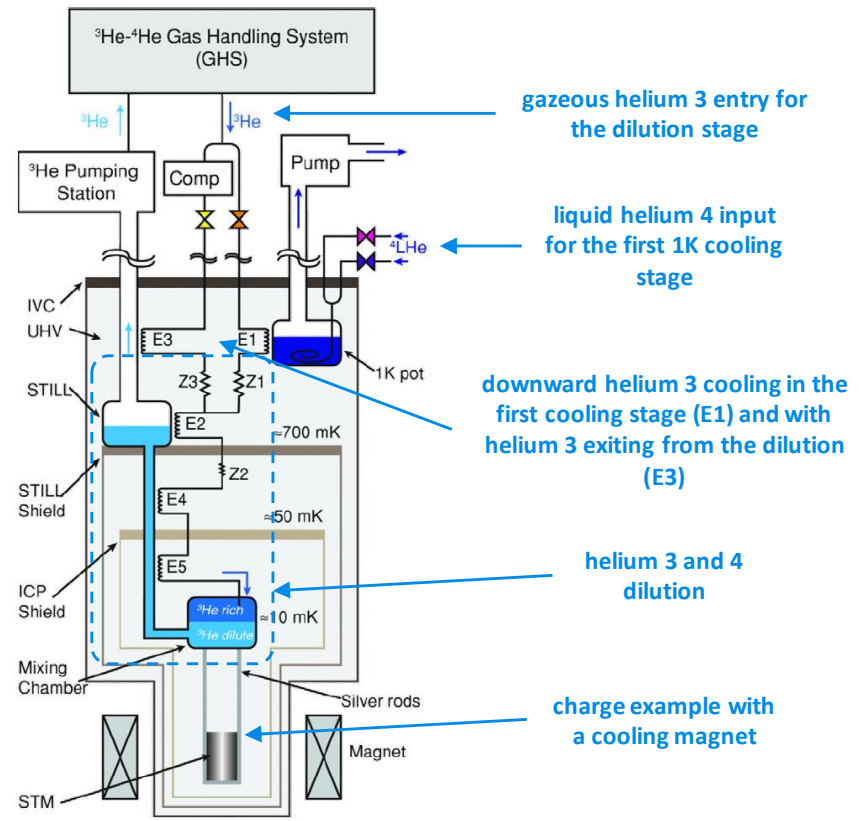 ³He-⁴He Gas Handling System
(GHS)
³He
³He
gazeous helium 3 entry for
the dilution stage
³He Pumping
Station
Comp
Pump
⁴LHe
liquid helium 4 input
for the first 1K cooling
stage
IVC
UHV
E3
E1
1K pot
Z3
Z1
STILL
E2
≈700 mK
downward helium 3 cooling in the
first cooling stage (E1) and with
helium 3 exiting from the dilution
(E3)
Z2
STILL
Shield
E4
≈50 mK
E5
ICP
Shield
³He rich
≈10 mK
³He dilute
helium 3 and 4
dilution
Mixing
Chamber
Silver rods
charge example with
a cooling magnet
Magnet
STM